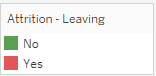 Attrition - Leaving
No
Yes